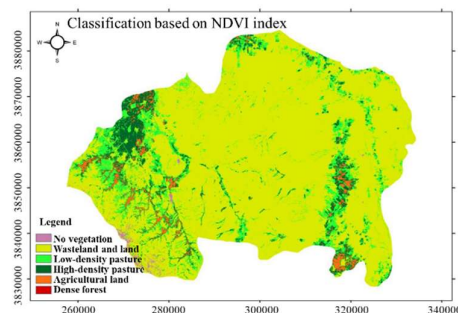 Classification based on NDVI index
N
W E
S
3880000
3870000
3860000
3850000
3840000
3830000
Legend
No vegetation
Wasteland and land
Low-density pasture
High-density pasture
Agricultural land
Dense forest
260000 280000 300000 320000 340000